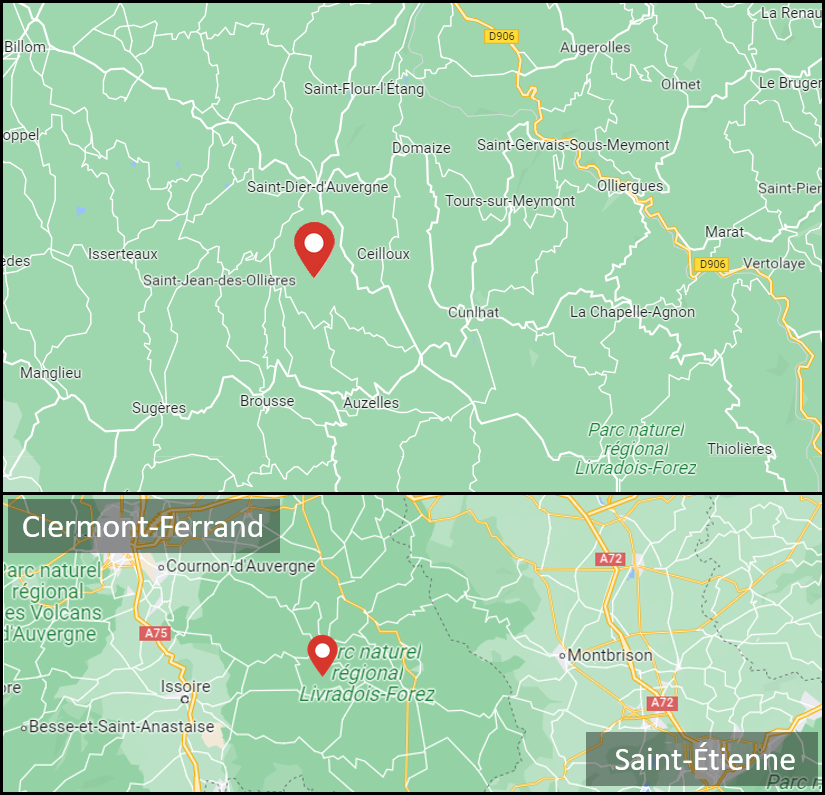 La Renau
D906
Billom
Augerolles
Saint-Flour-l'Étang
Olmet
Le Bruger
oppel
Domaize
Saint-Gervais-Sous-Meymont
Saint-Dier-d'Auvergne
Olliergues
Saint-Pier
Tours-sur-Meymont
Marat
Isserteaux
Ceilloux
edes
D906
Vertolaye
Saint-Jean-des-Ollières
Cunlhat
La Chapelle-Agnon
Manglieu
Sugères
Brousse
Auzelles
Parc naturel
régional
Livradois-Forez
Thiolières
Clermont-Ferrand
Cournon-d'Auvergne
A72
Parc naturel
régional
es Volcans
d'Auvergne
A75
rc naturel
régional
Livradois-Forez
Montbrison
ore
Issoire
A72
Besse-et-Saint-Anastaise
Saint-Étienne
Parc n